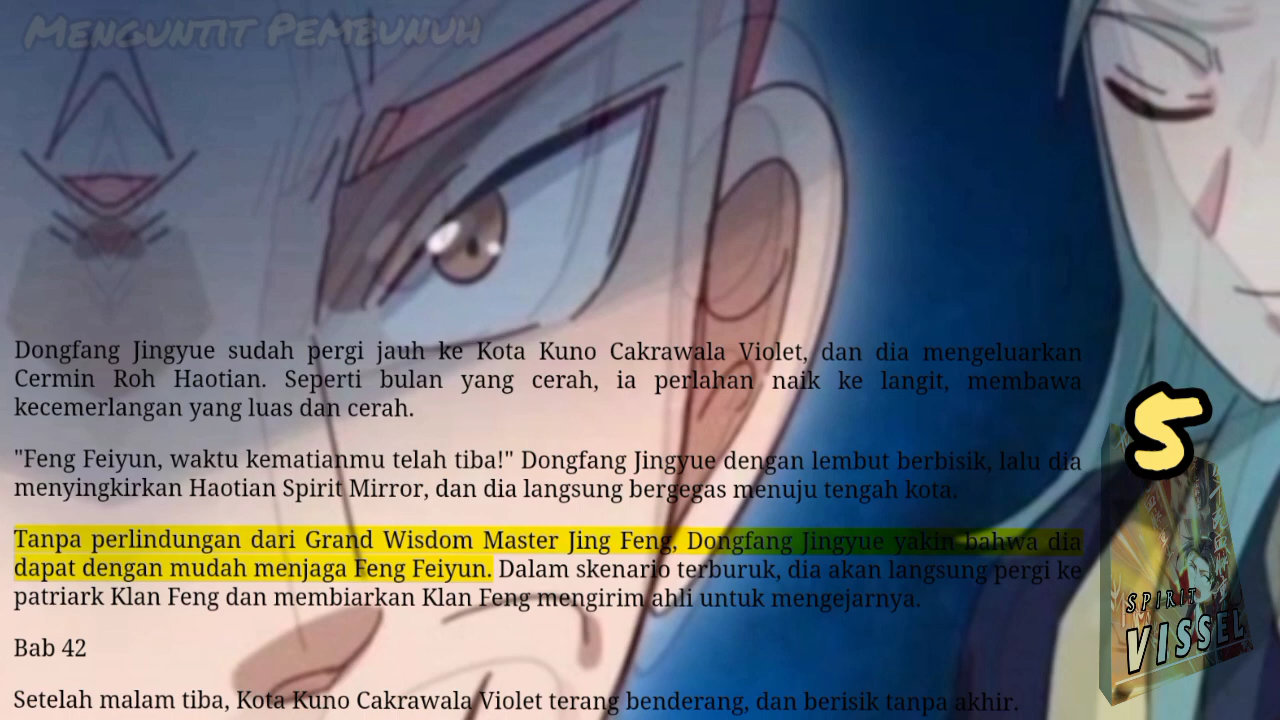 Menguntit Pembunuh
Dongfang Jingyue sudah pergi jauh ke Kota Kuno Cakrawala Violet, dan dia mengeluarkan
Cermin Roh Haotian. Seperti bulan yang cerah, ia perlahan naik ke langit, membawa
kecemerlangan yang luas dan cerah.
"Feng Feiyun, waktu kematianmu telah tiba!" Dongfang Jingyue dengan lembut berbisik, lalu dia
menyingkirkan Haotian Spirit Mirror, dan dia langsung bergegas menuju tengah kota.
Tanpa perlindungan dari Grand Wisdom Master Jing Feng, Dongfang Jingyue yakin bahwa dia
dapat dengan mudah menjaga Feng Feiyun. Dalam skenario terburuk, dia akan langsung pergi ke
patriark Klan Feng dan membiarkan Klan Feng mengirim ahli untuk mengejarnya.
Bab 42
Setelah malam tiba, Kota Kuno Cakrawala Violet terang benderang, dan berisik tanpa akhir.
S
SPIRIT
VISSEL